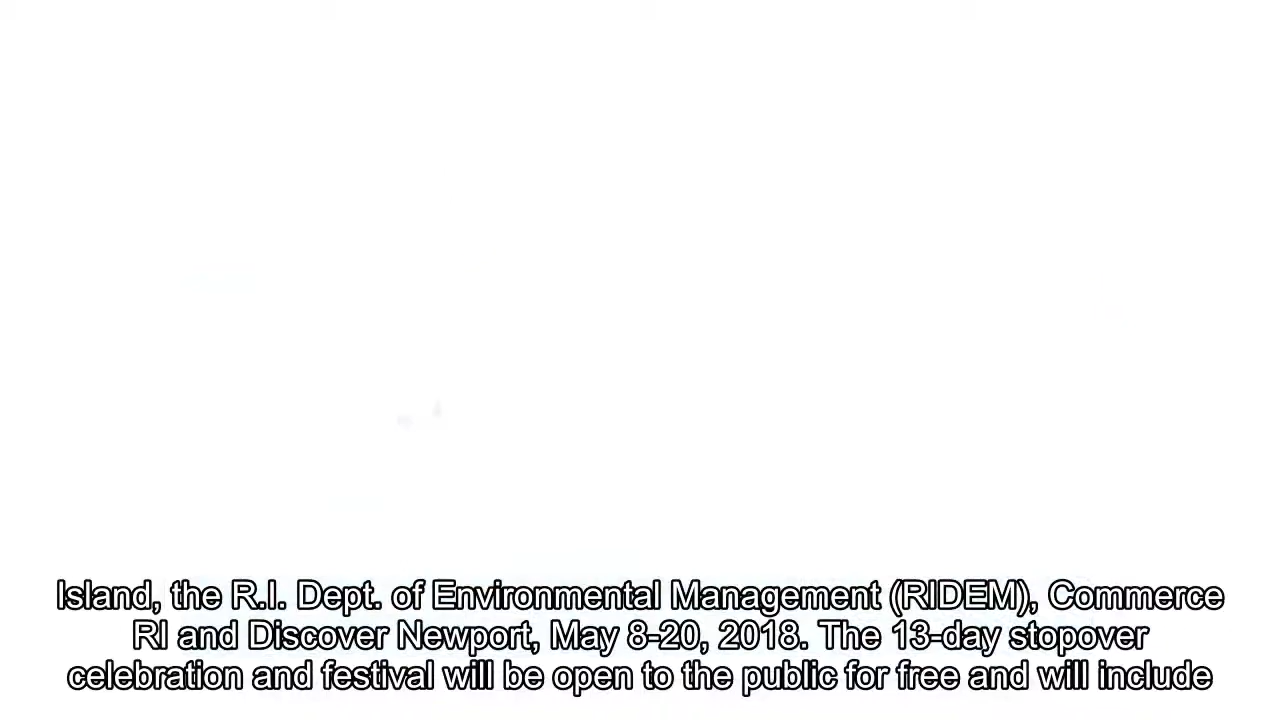 Island, the R.I. Dept. of Environmental Management (RIDEM), Commerce
RI and Discover Newport, May 8-20, 2018. The 13-day stopover
celebration and festival will be open to the public for free and will include